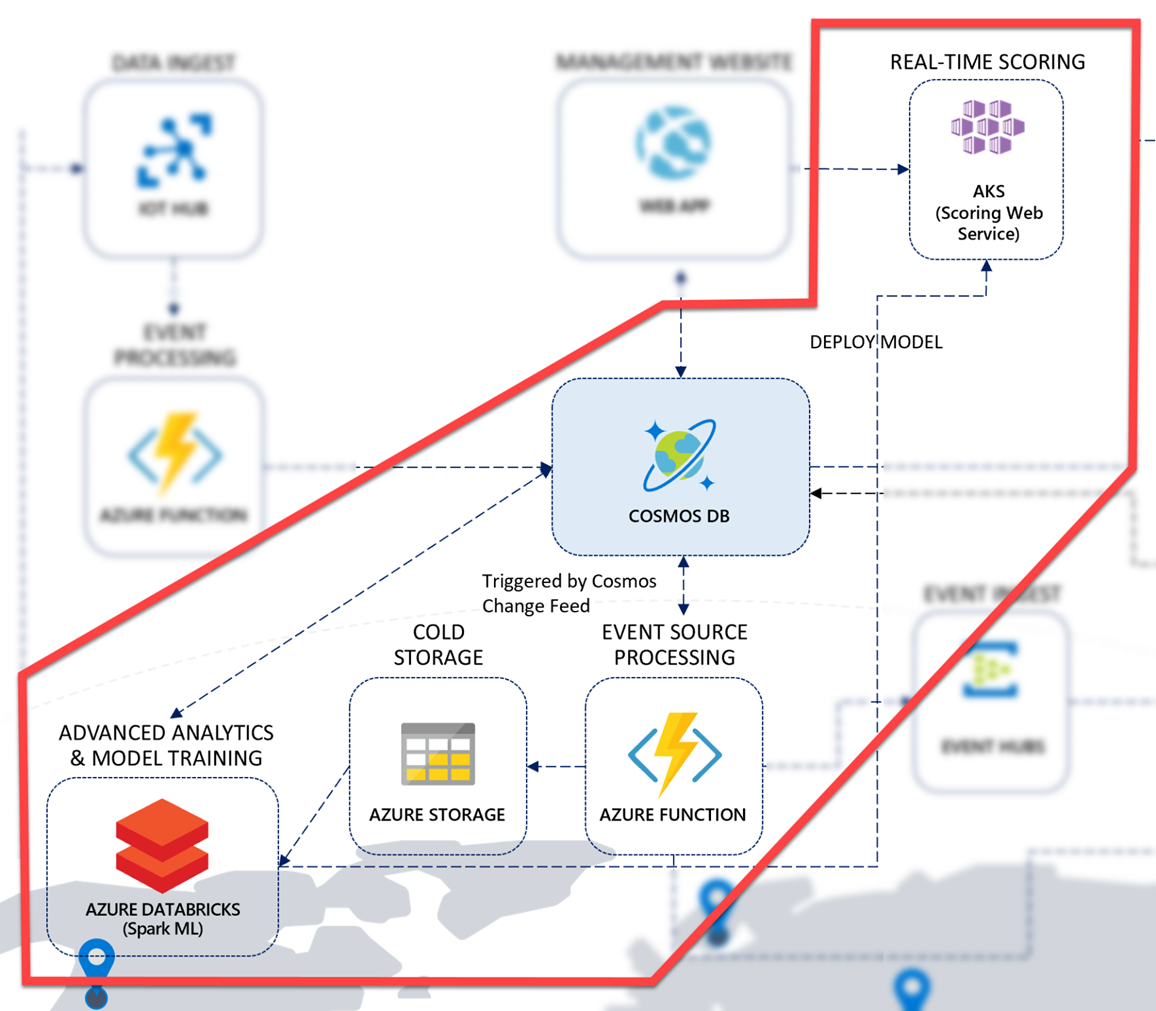 DATA INGEST
MANAGEMENT WEBSITE
REAL-TIME SCORING
IOT HUB
WEB APP
AKS
(Scoring Web
Service)
EVENT
PROCESSING
DEPLOY MODEL
AZURE FUNCTION
COSMOS DB
Triggered by Cosmos
Change Feed
EVENT INGEST
COLD
STORAGE
EVENT SOURCE
PROCESSING
ADVANCED ANALYTICS
& MODEL TRAINING
EVENT HUBS
AZURE STORAGE
AZURE FUNCTION
AZURE DATABRICKS
(Spark ML)